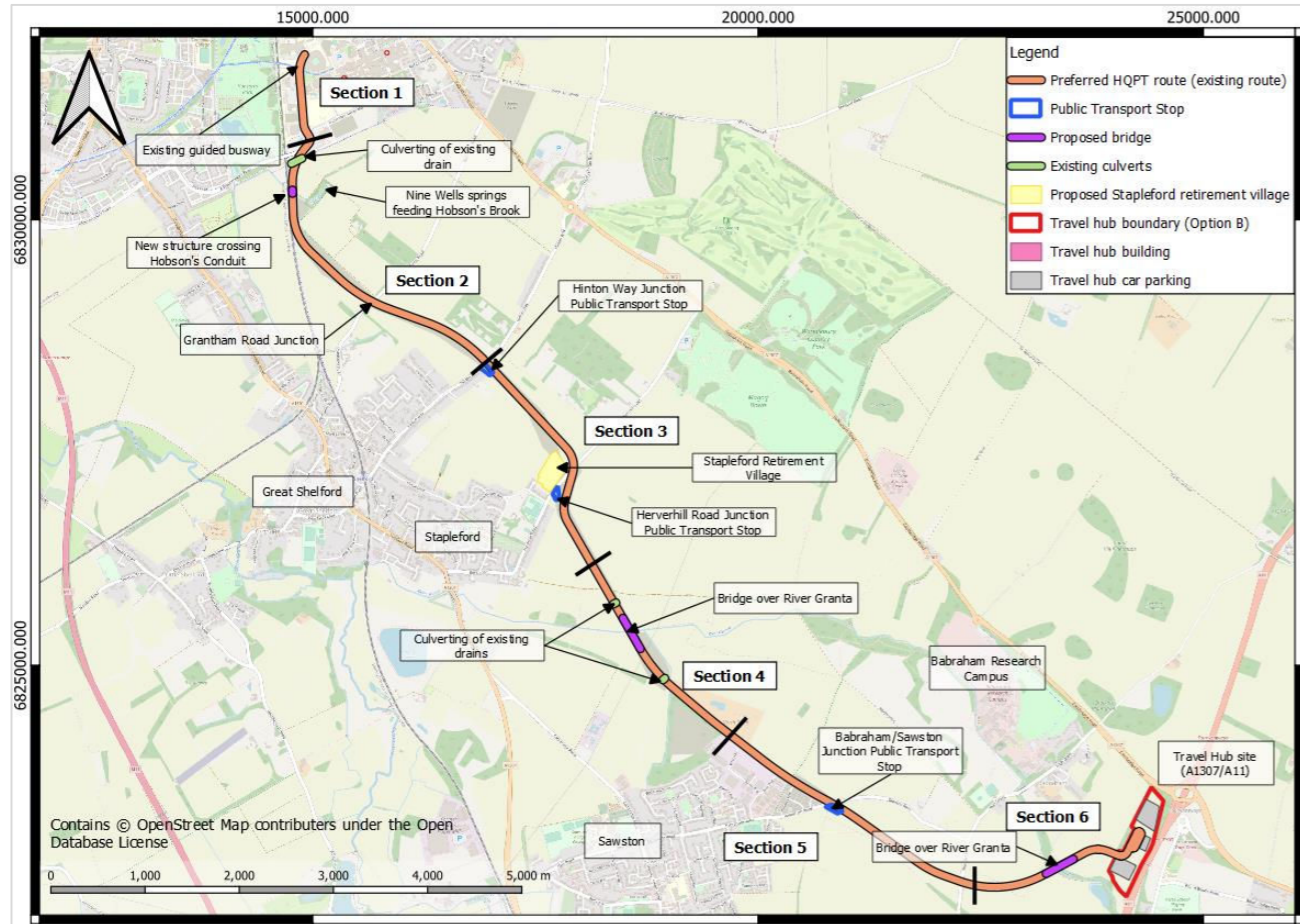 15000.000
20000.000
25000.000
6830000.000
6825000.000
Legend
Preferred HQPT route (existing route)
Public Transport Stop
Proposed bridge
Existing culverts
Proposed Stapleford retirement village
Travel hub boundary (Option B)
Travel hub building
Travel hub car parking
Section 1
Existing guided busway
Culverting of existing
drain
Nine Wells springs
feeding Hobson's Brook
New structure crossing
Hobson's Conduit
Section 2
Hinton Way Junction
Public Transport Stop
Grantham Road Junction
Section 3
Stapleford Retirement
Village
Great Shelford
Herverhill Road Junction
Public Transport Stop
Stapleford
Bridge over River Granta
Culverting of existing
drains
Section 4
Babraham Research
Campus
Babraham/Sawston
Junction Public Transport
Stop
Travel Hub site
(A1307/A11)
Section 6
Sawston
Section 5
Bridge over River Granta
Contains © OpenStreet Map contributers under the Open
Database License
0 1,000 2,000 3,000 4,000 5,000 m